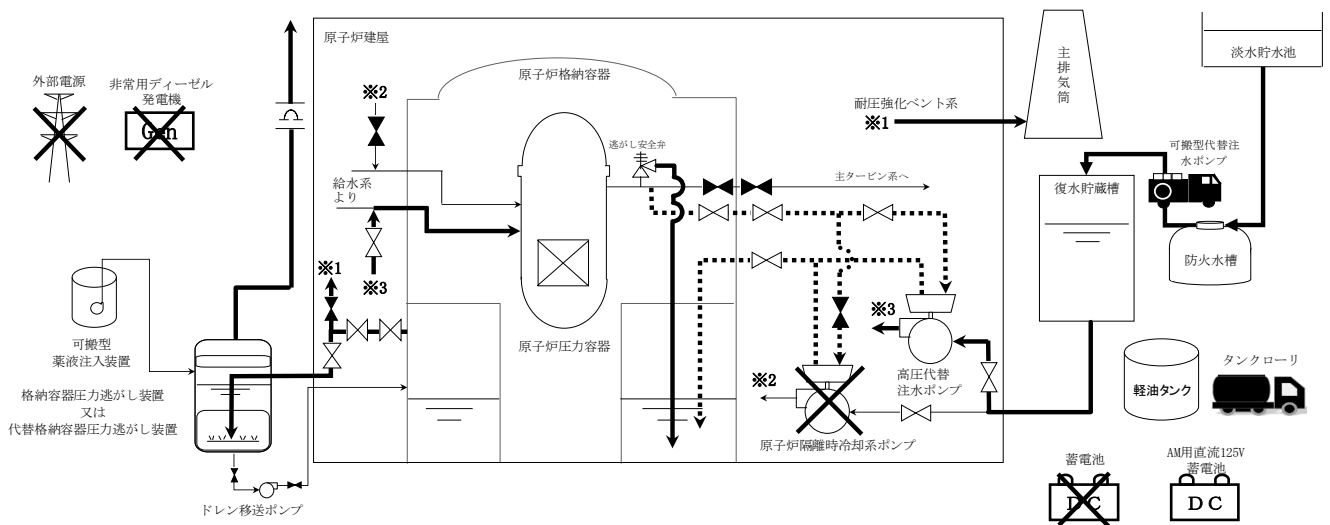 外部電源
非常用ディーゼル
発電機
Gen
原子炉建屋
原子炉格納容器
※2
給水系
より
※3
※1
逃がし安全弁
主タービン系へ
耐圧強化ベント系
※1
主
排
気
筒
淡水貯水池
可搬型代替注
水ポンプ
復水貯蔵槽
防火水槽
原子炉圧力容器
※3
高圧代替
注水ポンプ
※2
原子炉隔離時冷却系ポンプ
可搬型
薬液注入装置
格納容器圧力逃がし装置
又は
代替格納容器圧力逃がし装置
ドレン移送ポンプ
軽油タンク
タンクローリ
蓄電池
DC
AM用直流125V
蓄電池
DC